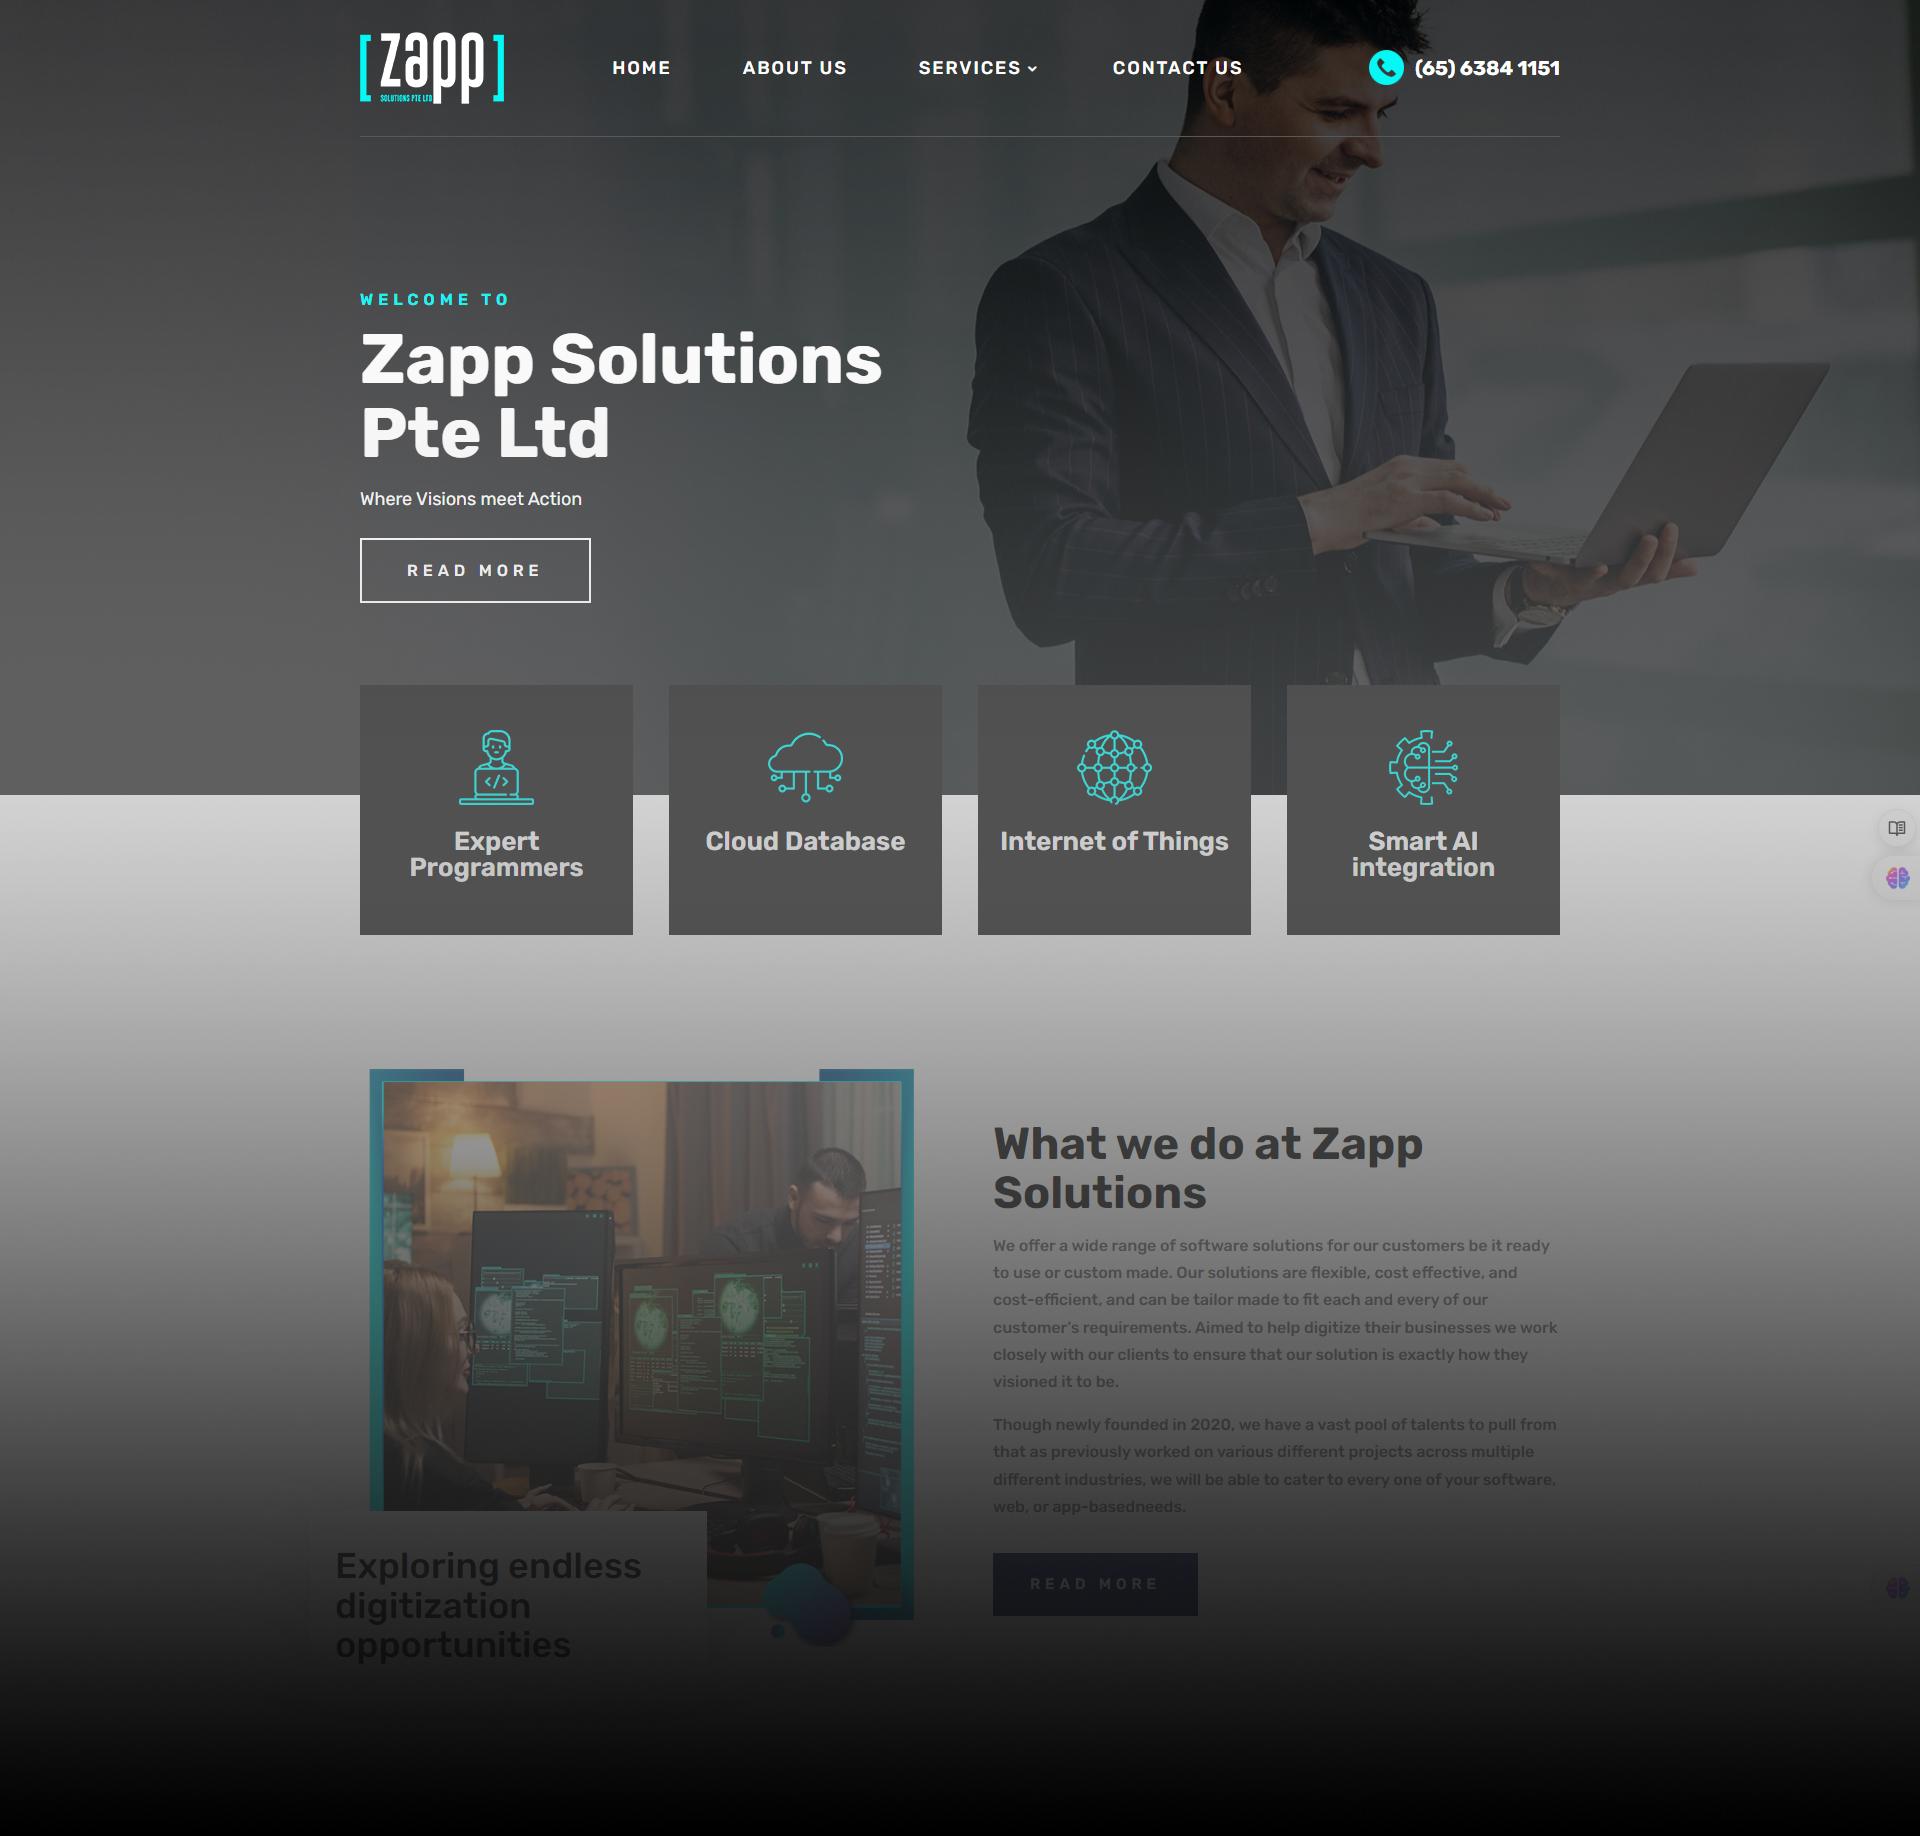 [zapp]
SOLUTIONS PTE LTD
HOME
ABOUT US
SERVICES
CONTACT US
(65) 6384 1151
WELCOME TO
Zapp Solutions
Pte Ltd
Where Visions meet Action
READ MORE
Expert
Programmers
Cloud Database
Internet of Things
Smart AI
integration
What we do at Zapp
Solutions
We offer a wide range of software solutions for our customers be it ready
to use or custom made. Our solutions are flexible, cost effective, and
cost-efficient, and can be tailor made to fit each and every of our
customer's requirements. Aimed to help digitize their businesses we work
closely with our clients to ensure that our solution is exactly how they
visioned it to be.
Though newly founded in 2020, we have a vast pool of talents to pull from
that as previously worked on various different projects across multiple
different industries, we will be able to cater to every one of your software,
web, or app-basedneeds.
READ MORE
Exploring endless
digitization
opportunities